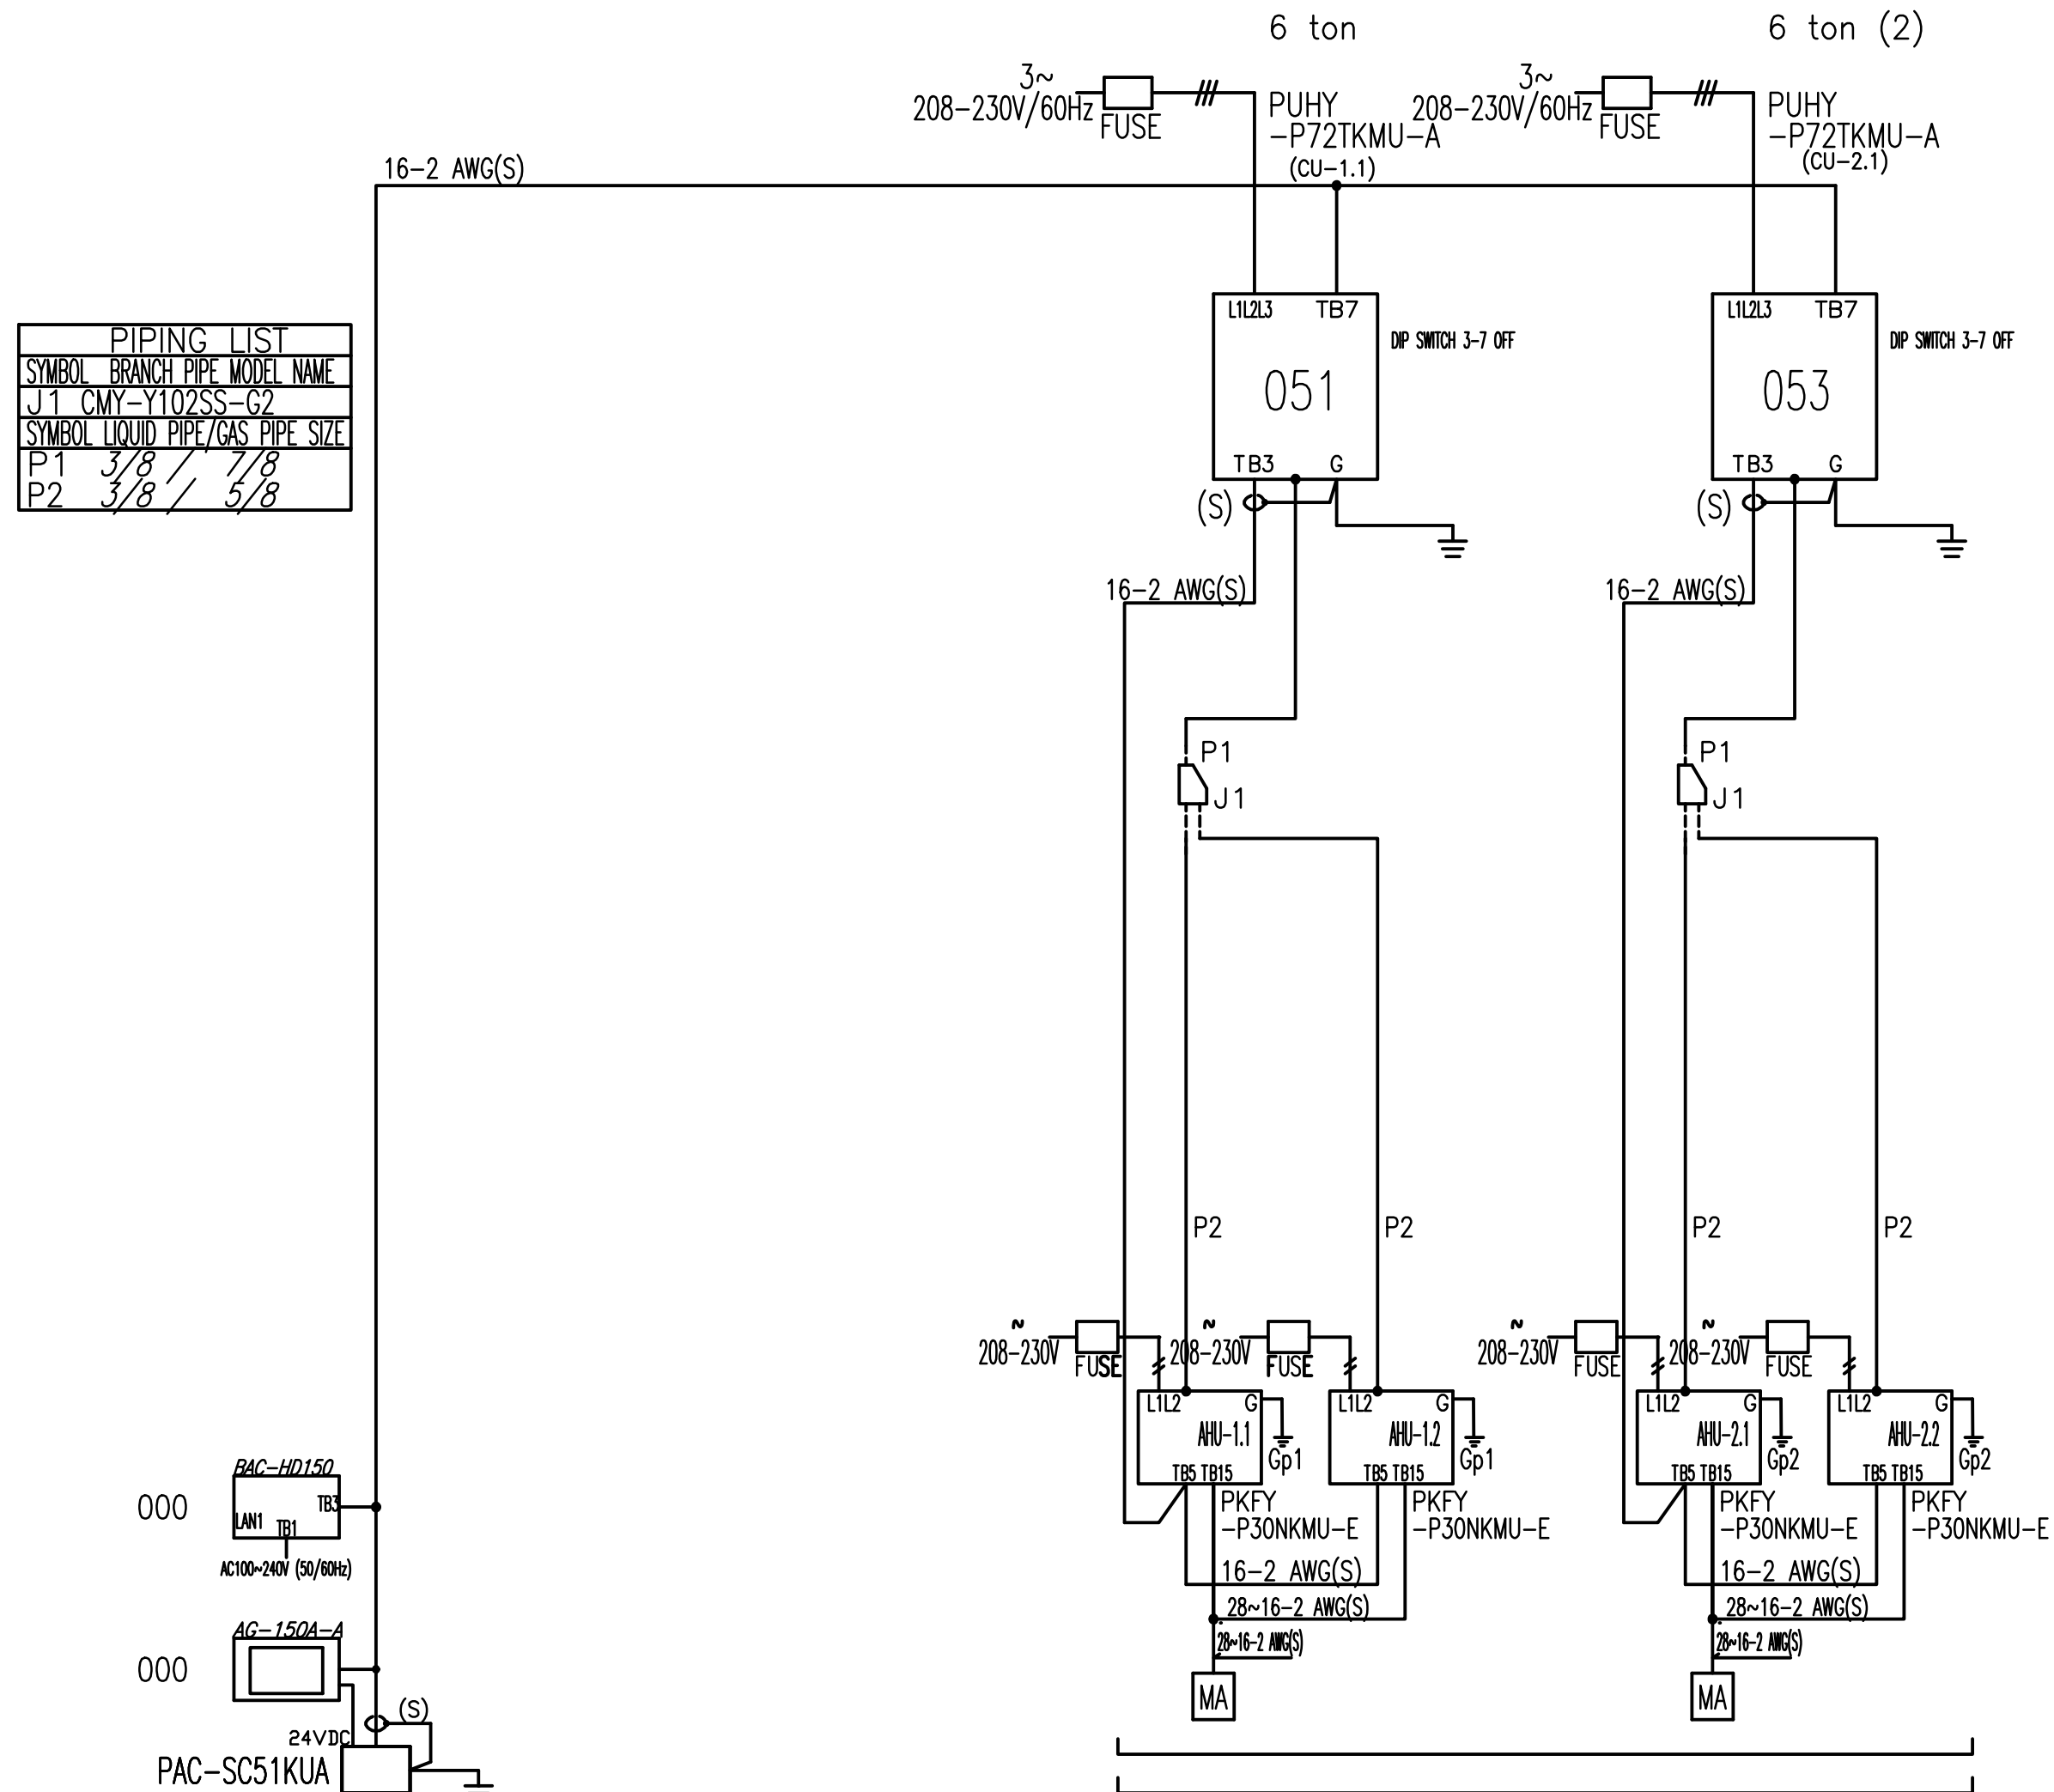 6 ton
6 ton (2)
3~
208-230V/60Hz
FUSE
PUHY
-P72TKMU-A
(CU-1.1)
3~
208-230V/60Hz
FUSE
PUHY
-P72TKMU-A
(CU-2.1)
16-2 AWG(S)
L1L2L3 TB7
DIP SWITCH 3-7 OFF
051
TB3 G
(S)
L1L2L3 TB7
DIP SWITCH 3-7 OFF
053
TB3 G
(S)
PIPING LIST
SYMBOL BRANCH PIPE MODEL NAME
J1 CMY-Y102SS-G2
SYMBOL LIQUID PIPE/GAS PIPE SIZE
P1 3/8 / 7/8
P2 3/8 / 5/8
16-2 AWG(S)
16-2 AWG(S)
P1
J1
P1
J1
P2
P2
P2
P2
~
208-230V
FUSE
~
208-230V
FUSE
~
208-230V
FUSE
~
208-230V
FUSE
L1L2 G
AHU-1.1
TB5 TB15
Gp1
PKFY
-P30NKMU-E
L1L2 G
AHU-1.2
TB5 TB15
Gp1
PKFY
-P30NKMU-E
L1L2 G
AHU-2.1
TB5 TB15
Gp2
PKFY
-P30NKMU-E
L1L2 G
AHU-2.2
TB5 TB15
Gp2
PKFY
-P30NKMU-E
16-2 AWG(S)
28~16-2 AWG(S)
28~16-2 AWG(S)
MA
16-2 AWG(S)
28~16-2 AWG(S)
28~16-2 AWG(S)
MA
BAC-HD150
000
TB3
LAN1
TB1
AC100~240V (50/60Hz)
AG-150A-A
000
(S)
24VDC
PAC-SC51KUA